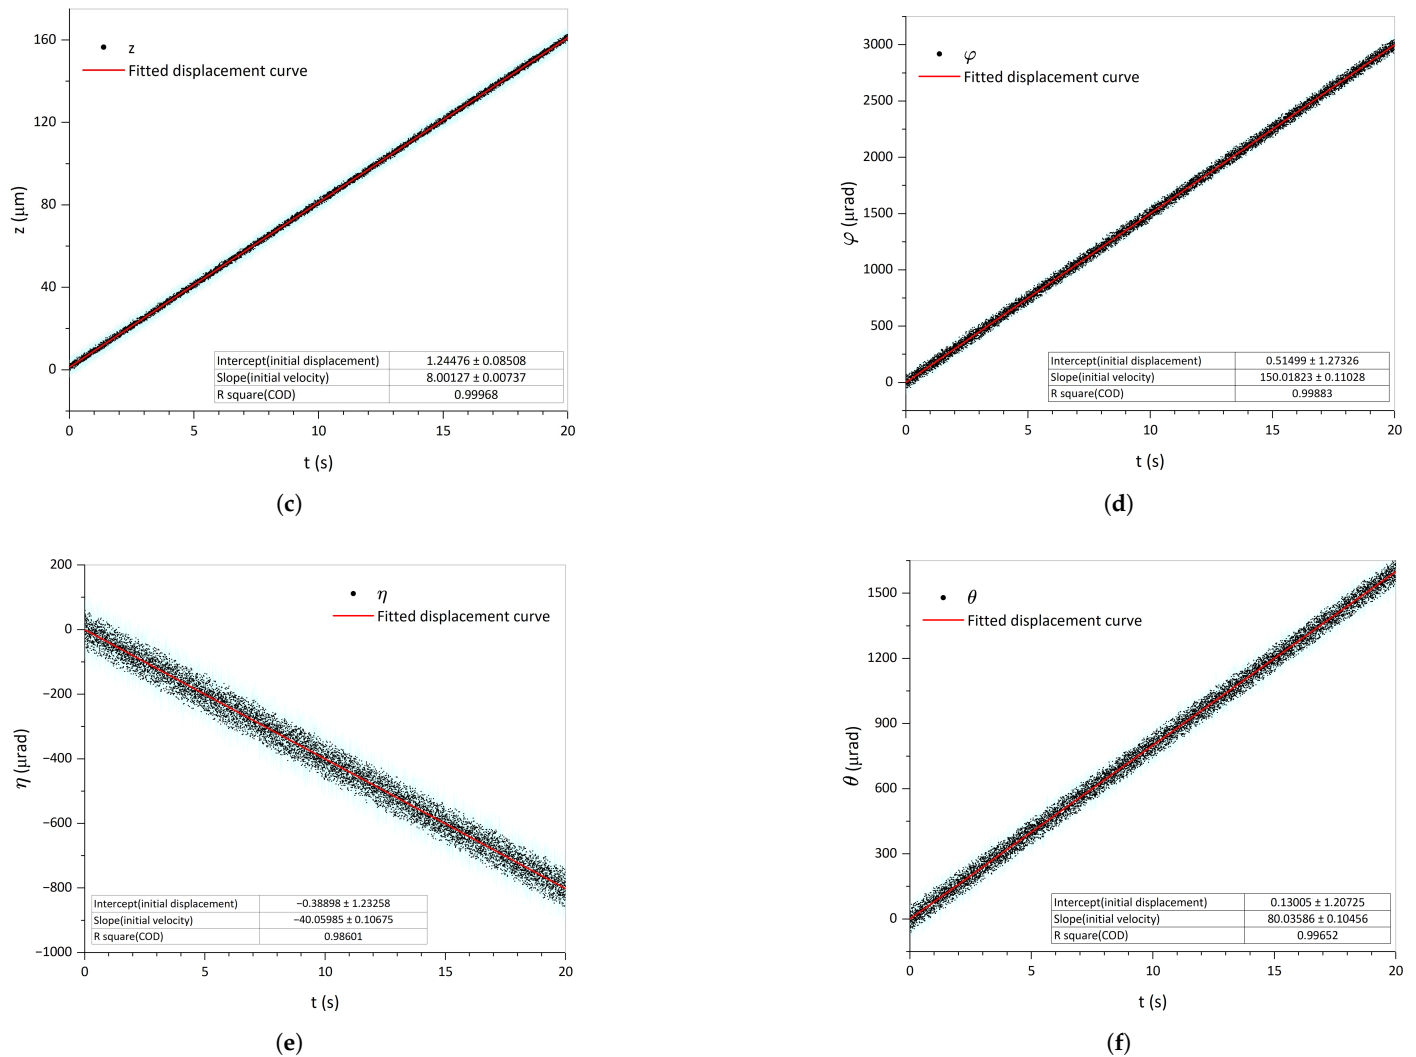 z
Fitted displacement curve
160
120
80
40
0
z (μm)
Intercept(initial displacement) 1.24476 ± 0.08508
Slope(initial velocity) 8.00127 ± 0.00737
R square(COD) 0.99968
0 5 10 15 20
t (s)
(c)
φ
Fitted displacement curve
3000
2500
2000
1500
1000
500
0
φ (μrad)
Intercept(initial displacement) 0.51499 ± 1.27326
Slope(initial velocity) 150.01823 ± 0.11028
R square(COD) 0.99883
0 5 10 15 20
t (s)
(d)
η
Fitted displacement curve
200
0
−200
−400
−600
−800
−1000
η (μrad)
Intercept(initial displacement) −0.38898 ± 1.23258
Slope(initial velocity) −40.05985 ± 0.10675
R square(COD) 0.98601
0 5 10 15 20
t (s)
(e)
θ
Fitted displacement curve
1500
1200
900
600
300
0
θ (μrad)
Intercept(initial displacement) 0.13005 ± 1.20725
Slope(initial velocity) 80.03586 ± 0.10456
R square(COD) 0.99652
0 5 10 15 20
t (s)
(f)